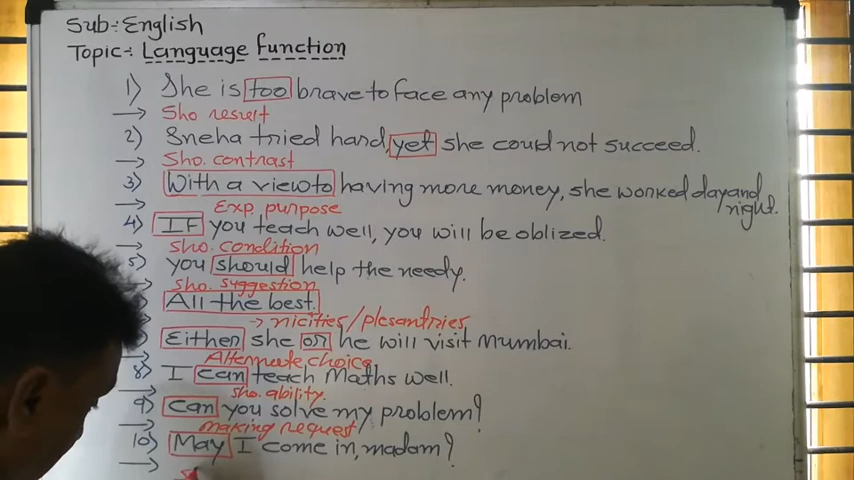 Sub:- English
Topic:- Language function
1) She is too brave to face any problem
→ Sho result
2) Sneha tried hard, yet she could not succeed.
→ Sho. contrast
3) With a view to having more money, she worked day and night.
→ Exp. purpose
4) IF you teach well, you will be oblized.
→ sho. condition
5) you should help the needy.
→ sho. suggestion
) All the best.
→ nicities/plesantries
) Either she or he will visit Mumbai.
→ Alternate choice
8) I can teach Maths well.
→ sho. ability.
9) can you solve my problem?
→ making request
10) May I come in, madam?
→